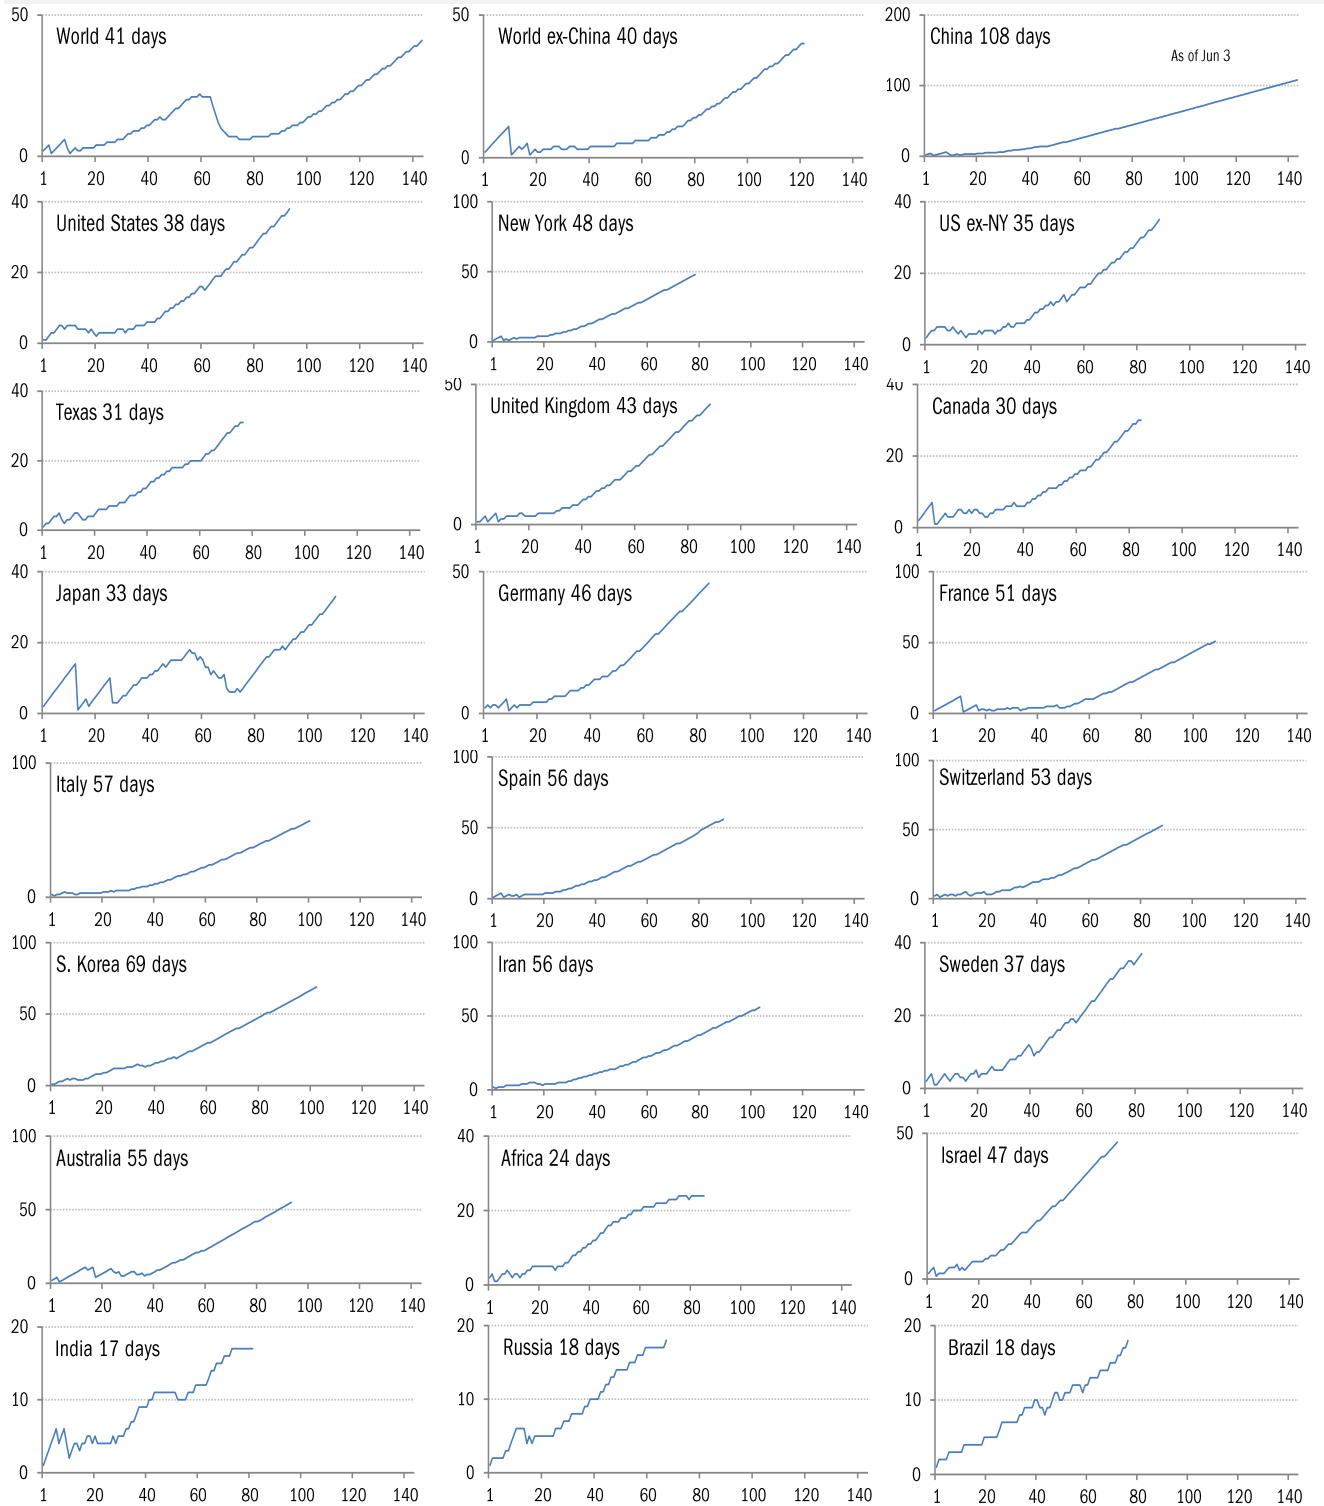 World 41 days
50
0
1 20 40 60 80 100 120 140
World ex-China 40 days
50
0
1 20 40 60 80 100 120 140
China 108 days
As of Jun 3
200
100
0
1 20 40 60 80 100 120 140
United States 38 days
40
20
0
1 20 40 60 80 100 120 140
New York 48 days
100
50
0
1 20 40 60 80 100 120 140
US ex-NY 35 days
40
20
0
1 20 40 60 80 100 120 140
Texas 31 days
40
20
0
1 20 40 60 80 100 120 140
United Kingdom 43 days
50
0
1 20 40 60 80 100 120 140
Canada 30 days
40
20
0
1 20 40 60 80 100 120 140
Japan 33 days
40
20
0
1 20 40 60 80 100 120 140
Germany 46 days
50
0
1 20 40 60 80 100 120 140
France 51 days
100
50
0
1 20 40 60 80 100 120 140
Italy 57 days
100
0
1 20 40 60 80 100 120 140
Spain 56 days
100
50
0
1 20 40 60 80 100 120 140
Switzerland 53 days
100
50
0
1 20 40 60 80 100 120 140
S. Korea 69 days
100
50
0
1 20 40 60 80 100 120 140
Iran 56 days
100
50
0
1 20 40 60 80 100 120 140
Sweden 37 days
40
20
0
1 20 40 60 80 100 120 140
Australia 55 days
100
50
0
1 20 40 60 80 100 120 140
Africa 24 days
40
20
0
1 20 40 60 80 100 120 140
Israel 47 days
50
0
1 20 40 60 80 100 120 140
India 17 days
20
10
0
1 20 40 60 80 100 120 140
Russia 18 days
20
10
0
1 20 40 60 80 100 120 140
Brazil 18 days
20
10
0
1 20 40 60 80 100 120 140